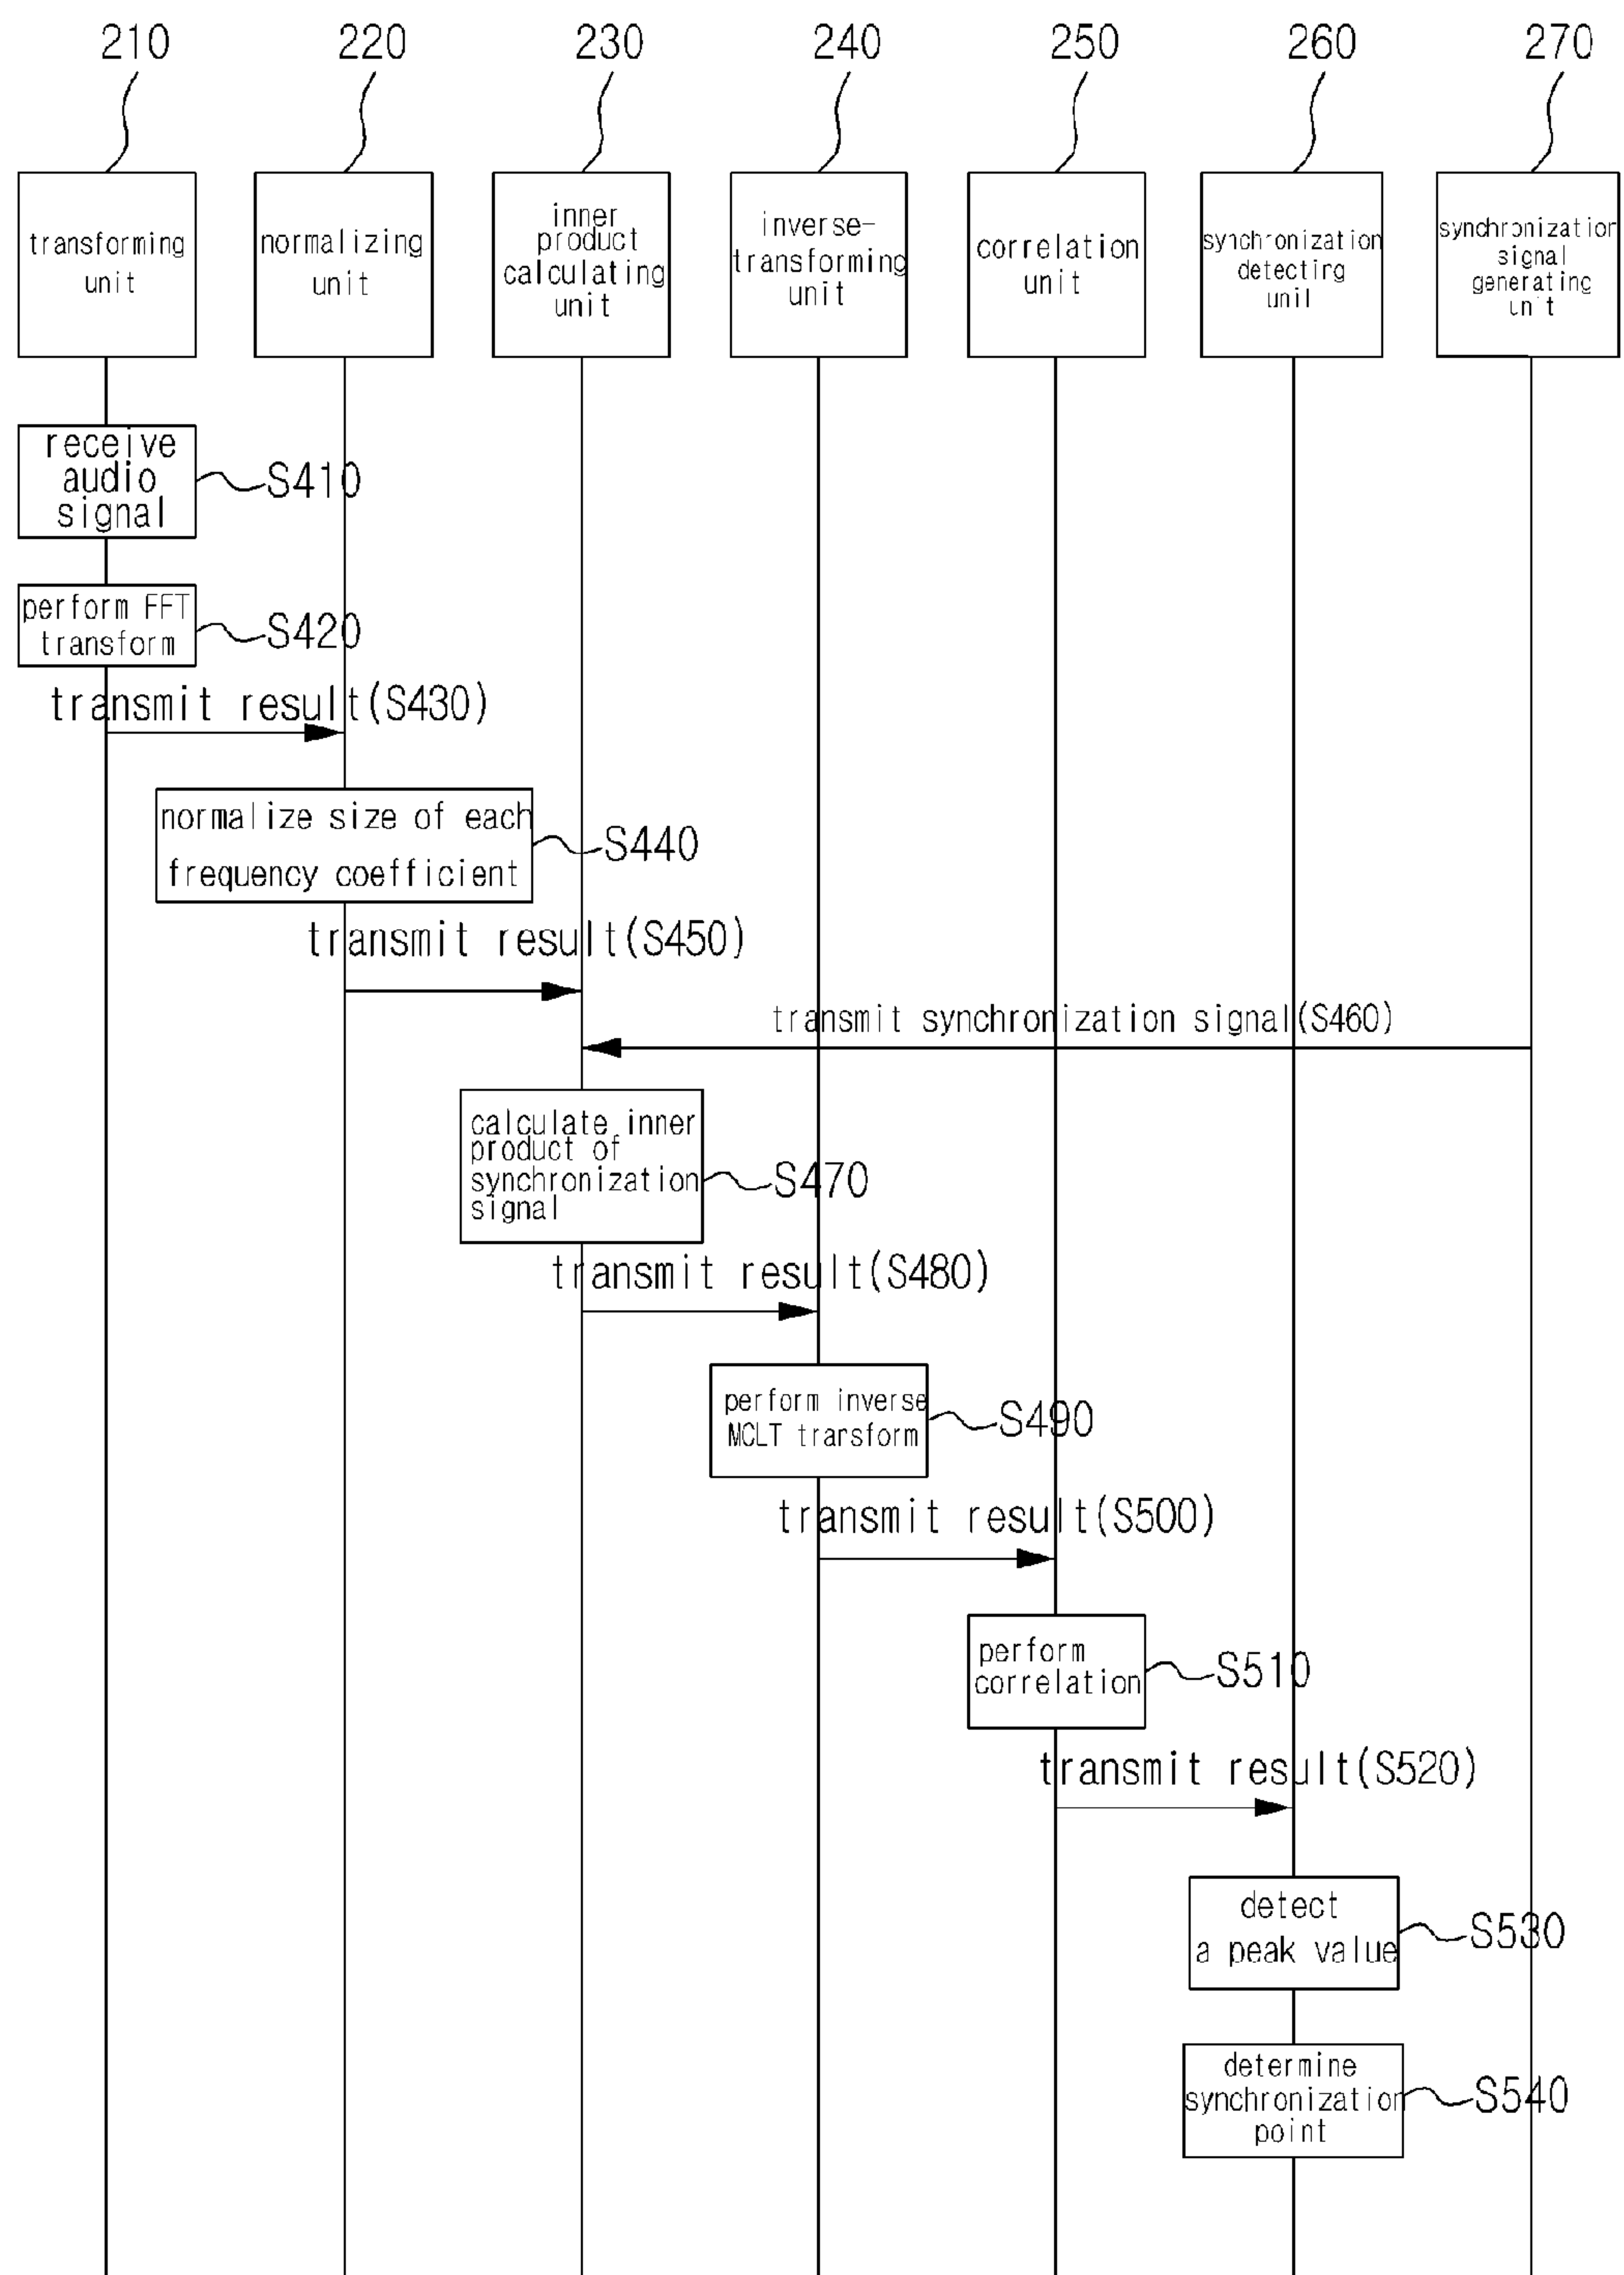 210 220 230 240 250 260 270
transforming
unit
normalizing
unit
inner
product
calculating
unit
inverse-
transforming
unit
correlation
unit
synchronization
detecting
unil
synchronization
signal
generating
unit
receive
audio
signal
S410
perform FFT
transform
S420
transmit result(S430)
normalize size of each
frequency coefficient
S440
transmit result(S450)
transmit synchronization signal(S460)
calculate inner
product of
synchronization
signal
S470
transmit result(S480)
perform inverse
MCLT transform
S490
transmit result(S500)
perform
correlation
S510
transmit result(S520)
detect
a peak value
S530
determine
synchronization
point
S540